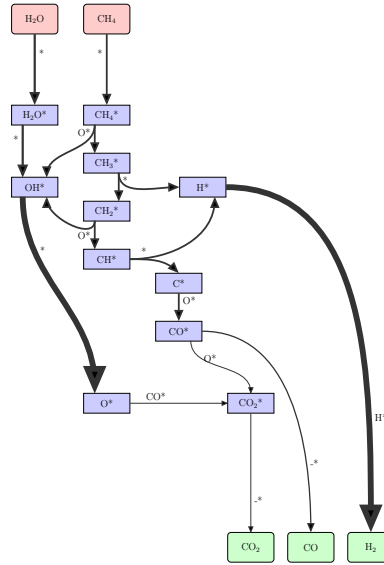 H₂O
CH₄
*
*
H₂O*
CH₄*
*
O*
CH₃*
*
OH*
H*
CH₂*
O*
*
CH*
*
C*
O*
CO*
O*
CO*
O*
CO₂*
H*
-*
-*
CO₂
CO
H₂